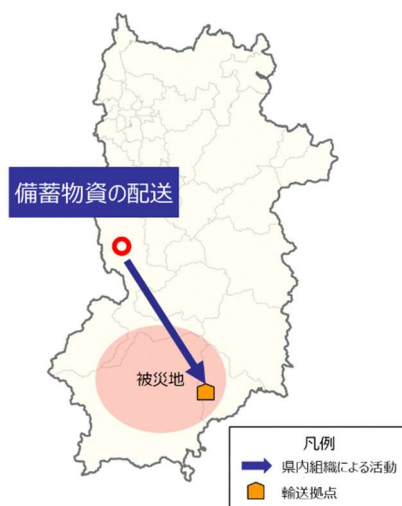 備蓄物資の配送
被災地
凡例
県内組織による活動
輸送拠点